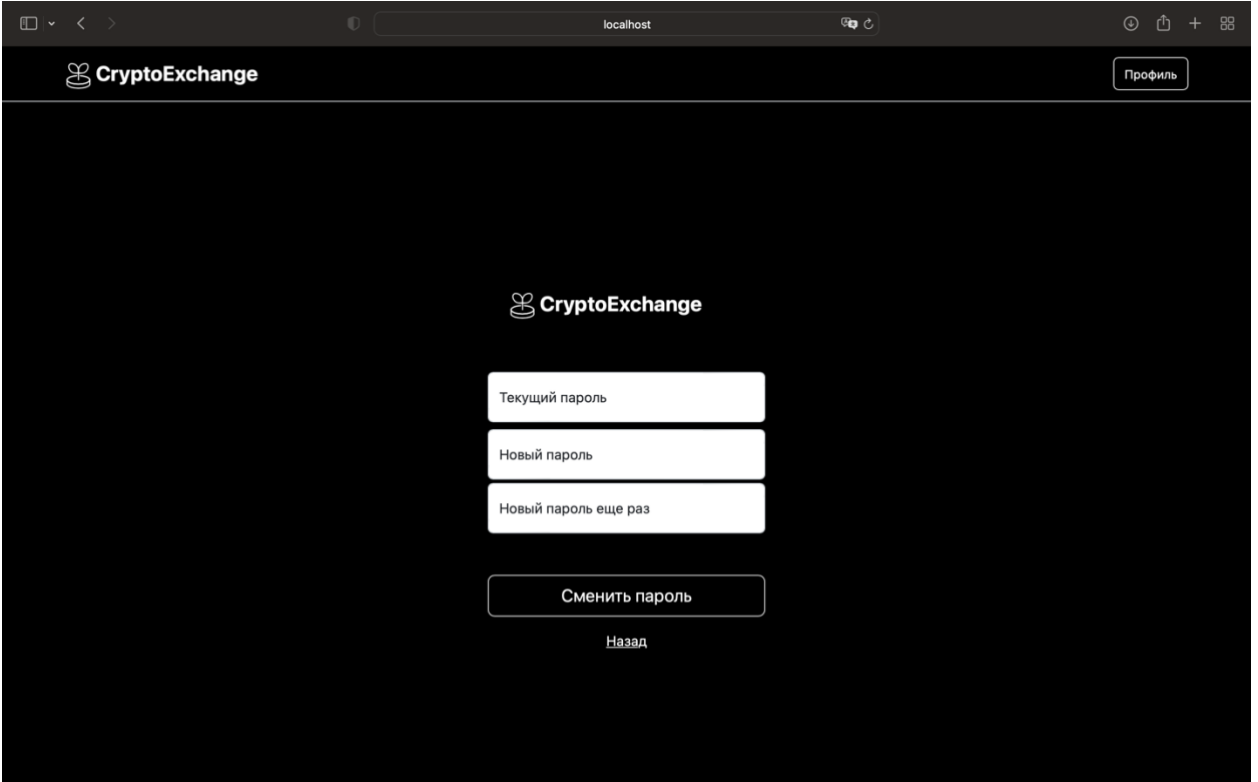 localhost
CryptoExchange
Профиль
CryptoExchange
Текущий пароль
Новый пароль
Новый пароль еще раз
Сменить пароль
Назад